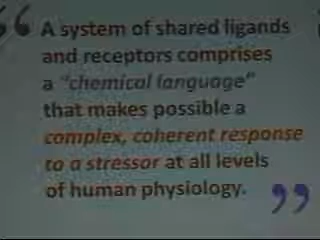 “A system of shared ligands
and receptors comprises
a “chemical language”
that makes possible a
complex, coherent response
to a stressor at all levels
of human physiology.”